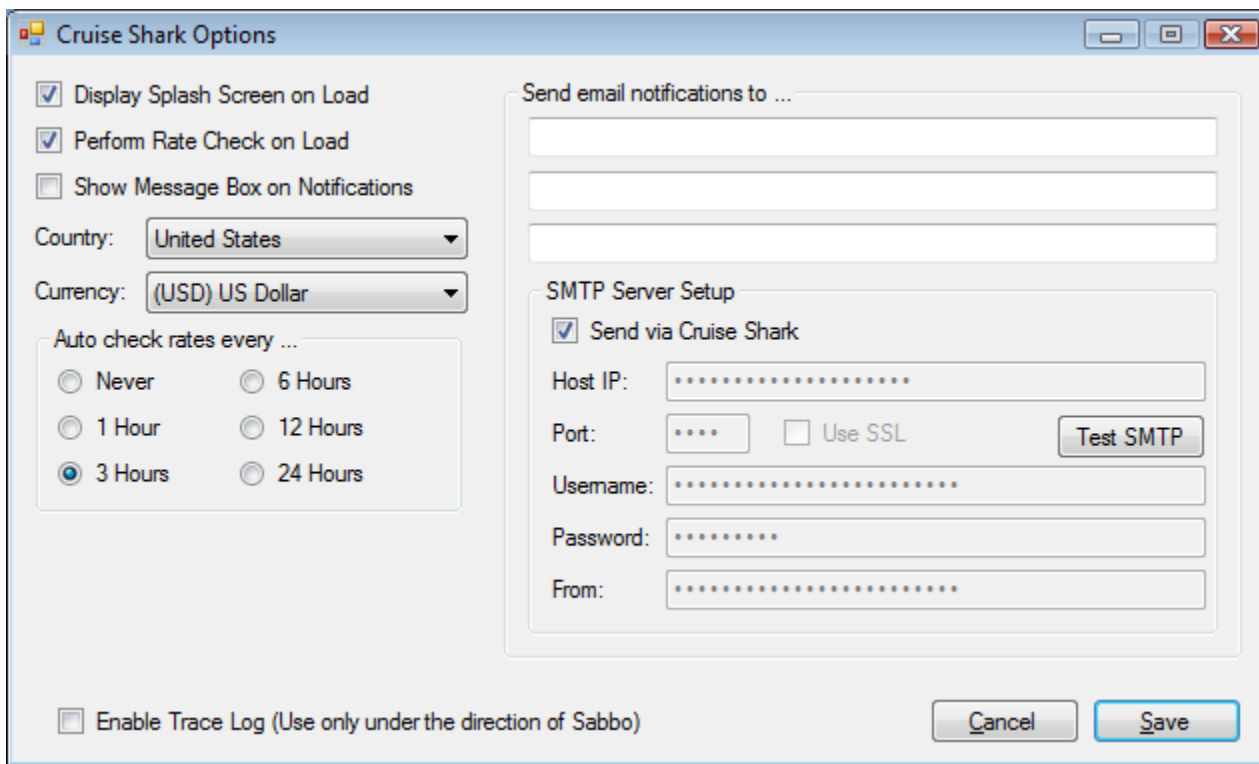 Cruise Shark Options
Display Splash Screen on Load
Perform Rate Check on Load
Show Message Box on Notifications
Country: United States
Currency: (USD) US Dollar
Auto check rates every ...
Never 6 Hours
1 Hour 12 Hours
3 Hours 24 Hours
Send email notifications to ...
SMTP Server Setup
Send via Cruise Shark
Host IP: ••••••••••••••••••••
Port: •••• Use SSL Test SMTP
Username: ••••••••••••••••••••••••
Password: •••••••••
From: ••••••••••••••••••••••••
Enable Trace Log (Use only under the direction of Sabbo)
Cancel Save